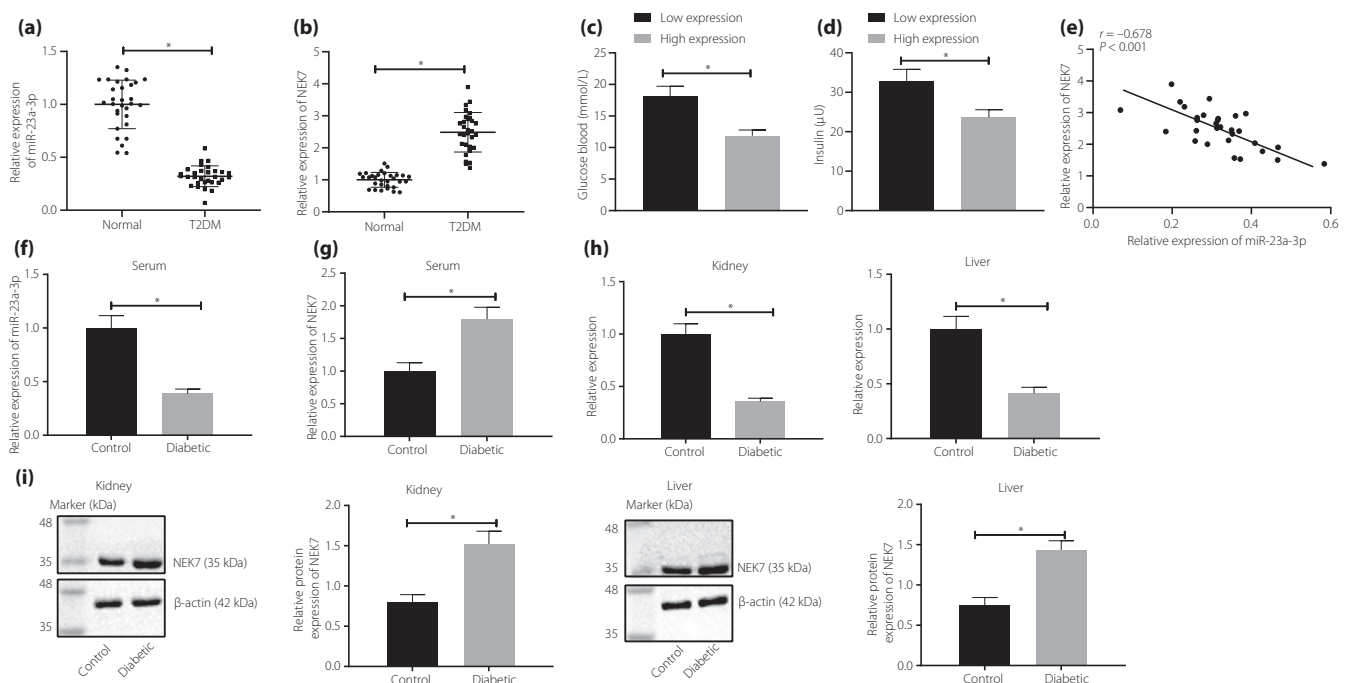 (a)
*
1.5
1.0
0.5
0.0
Relative expression
of miR-23a-3p
Normal
T2DM
(b)
*
5
4
3
2
1
0
Relative expression of NEK7
Normal
T2DM
Low expression
High expression
(c)
*
25
20
15
10
5
0
Glucose blood (mmol/L)
Low expression
High expression
(d)
*
40
30
20
10
0
Insulin (μU)
(e)
r = –0.678
P < 0.001
5
4
3
2
1
0
Relative expression of NEK7
0.0
0.2
0.4
0.6
Relative expression of miR-23a-3p
(f)
Serum
*
1.5
1.0
0.5
0.0
Relative expression of miR-23a-3p
Control
Diabetic
(g)
Serum
*
2.5
2.0
1.5
1.0
0.5
0.0
Relative expression of NEK7
Control
Diabetic
(h)
Kidney
*
1.5
1.0
0.5
0.0
Relative expression
Control
Diabetic
Liver
*
1.5
1.0
0.5
0.0
Relative expression
Control
Diabetic
(i)
Kidney
Marker (kDa)
48
35
NEK7 (35 kDa)
48
35
β-actin (42 kDa)
Control
Diabetic
Kidney
*
2.0
1.5
1.0
0.5
0.0
Relative protein
expression of NEK7
Control
Diabetic
Liver
Marker (kDa)
48
35
NEK7 (35 kDa)
48
35
β-actin (42 kDa)
Control
Diabetic
Liver
*
2.0
1.5
1.0
0.5
0.0
Relative protein
expression of NEK7
Control
Diabetic